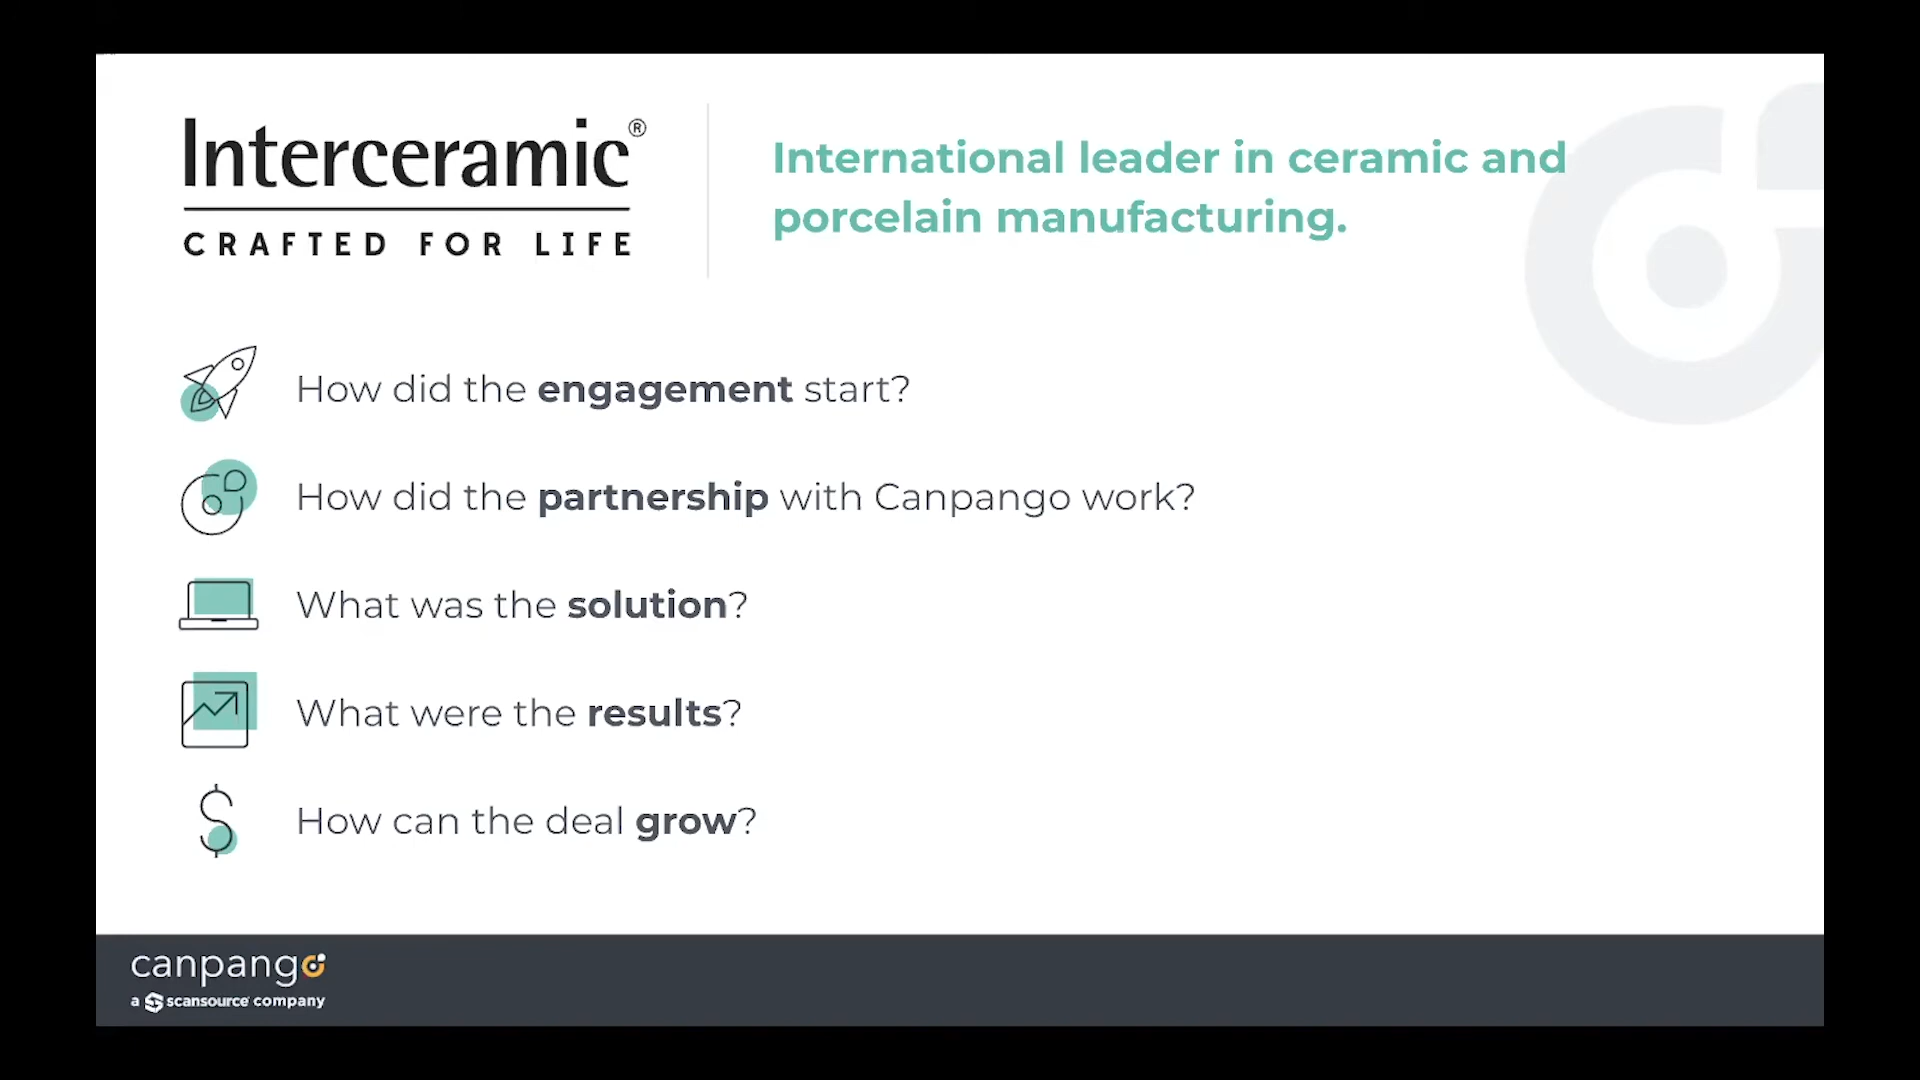 Interceramic®
CRAFTED FOR LIFE
International leader in ceramic and
porcelain manufacturing.
How did the engagement start?
How did the partnership with Canpango work?
What was the solution?
What were the results?
How can the deal grow?
canpango
a scansource company